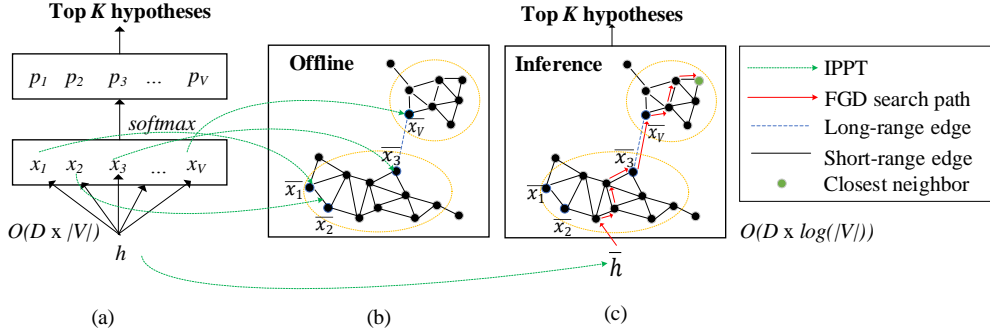 Top K hypotheses
p1 p2 p3 ... pV
softmax
x1 x2 x3 ... xV
O(D x |V|)
h
(a)
Offline
x̅V
x̅3
x̅1
x̅2
(b)
Top K hypotheses
Inference
x̅V
x̅3
x̅1
x̅2
h̅
(c)
IPPT
FGD search path
Long-range edge
Short-range edge
Closest neighbor
O(D x log(|V|))